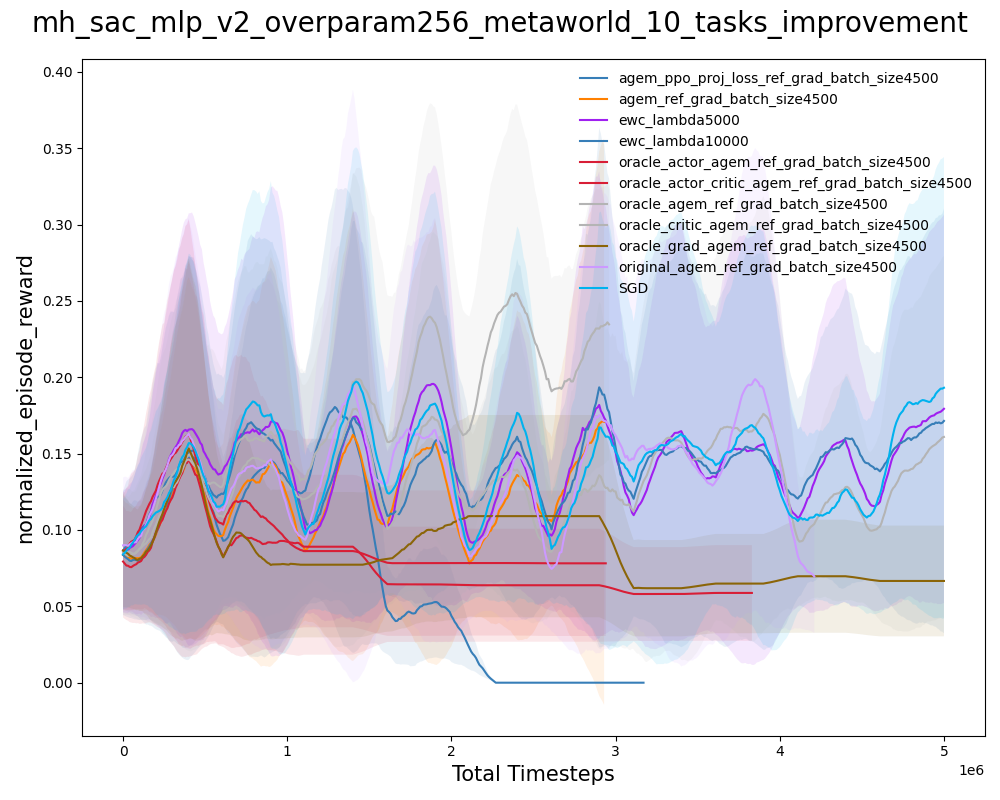 mh_sac_mlp_v2_overparam256_metaworld_10_tasks_improvement
normalized_episode_reward
0.40
0.35
0.30
0.25
0.20
0.15
0.10
0.05
0.00
agem_ppo_proj_loss_ref_grad_batch_size4500
agem_ref_grad_batch_size4500
ewc_lambda5000
ewc_lambda10000
oracle_actor_agem_ref_grad_batch_size4500
oracle_actor_critic_agem_ref_grad_batch_size4500
oracle_agem_ref_grad_batch_size4500
oracle_critic_agem_ref_grad_batch_size4500
oracle_grad_agem_ref_grad_batch_size4500
original_agem_ref_grad_batch_size4500
SGD
0 1 2 3 4 5
1e6
Total Timesteps